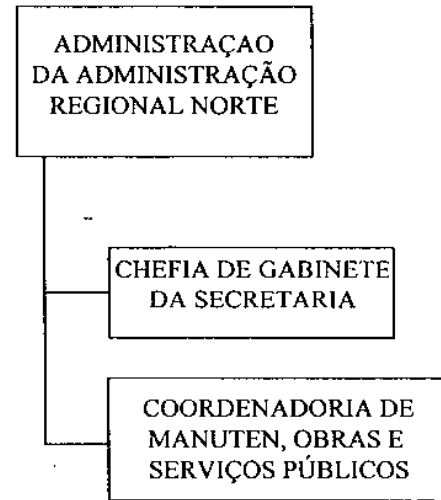 ADMINISTRAÇAO
DA ADMINISTRAÇÃO
REGIONAL NORTE
CHEFIA DE GABINETE
DA SECRETARIA
COORDENADORIA DE
MANUTEN, OBRAS E
SERVIÇOS PÚBLICOS